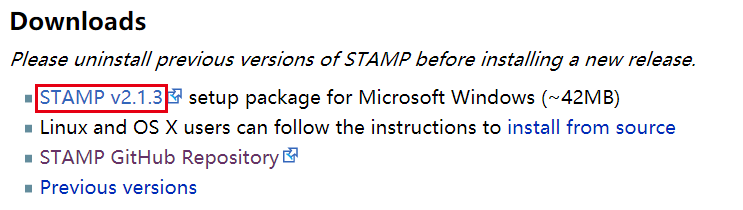 Downloads
Please uninstall previous versions of STAMP before installing a new release.
STAMP v2.1.3 setup package for Microsoft Windows (~42MB)
Linux and OS X users can follow the instructions to install from source
STAMP GitHub Repository
Previous versions